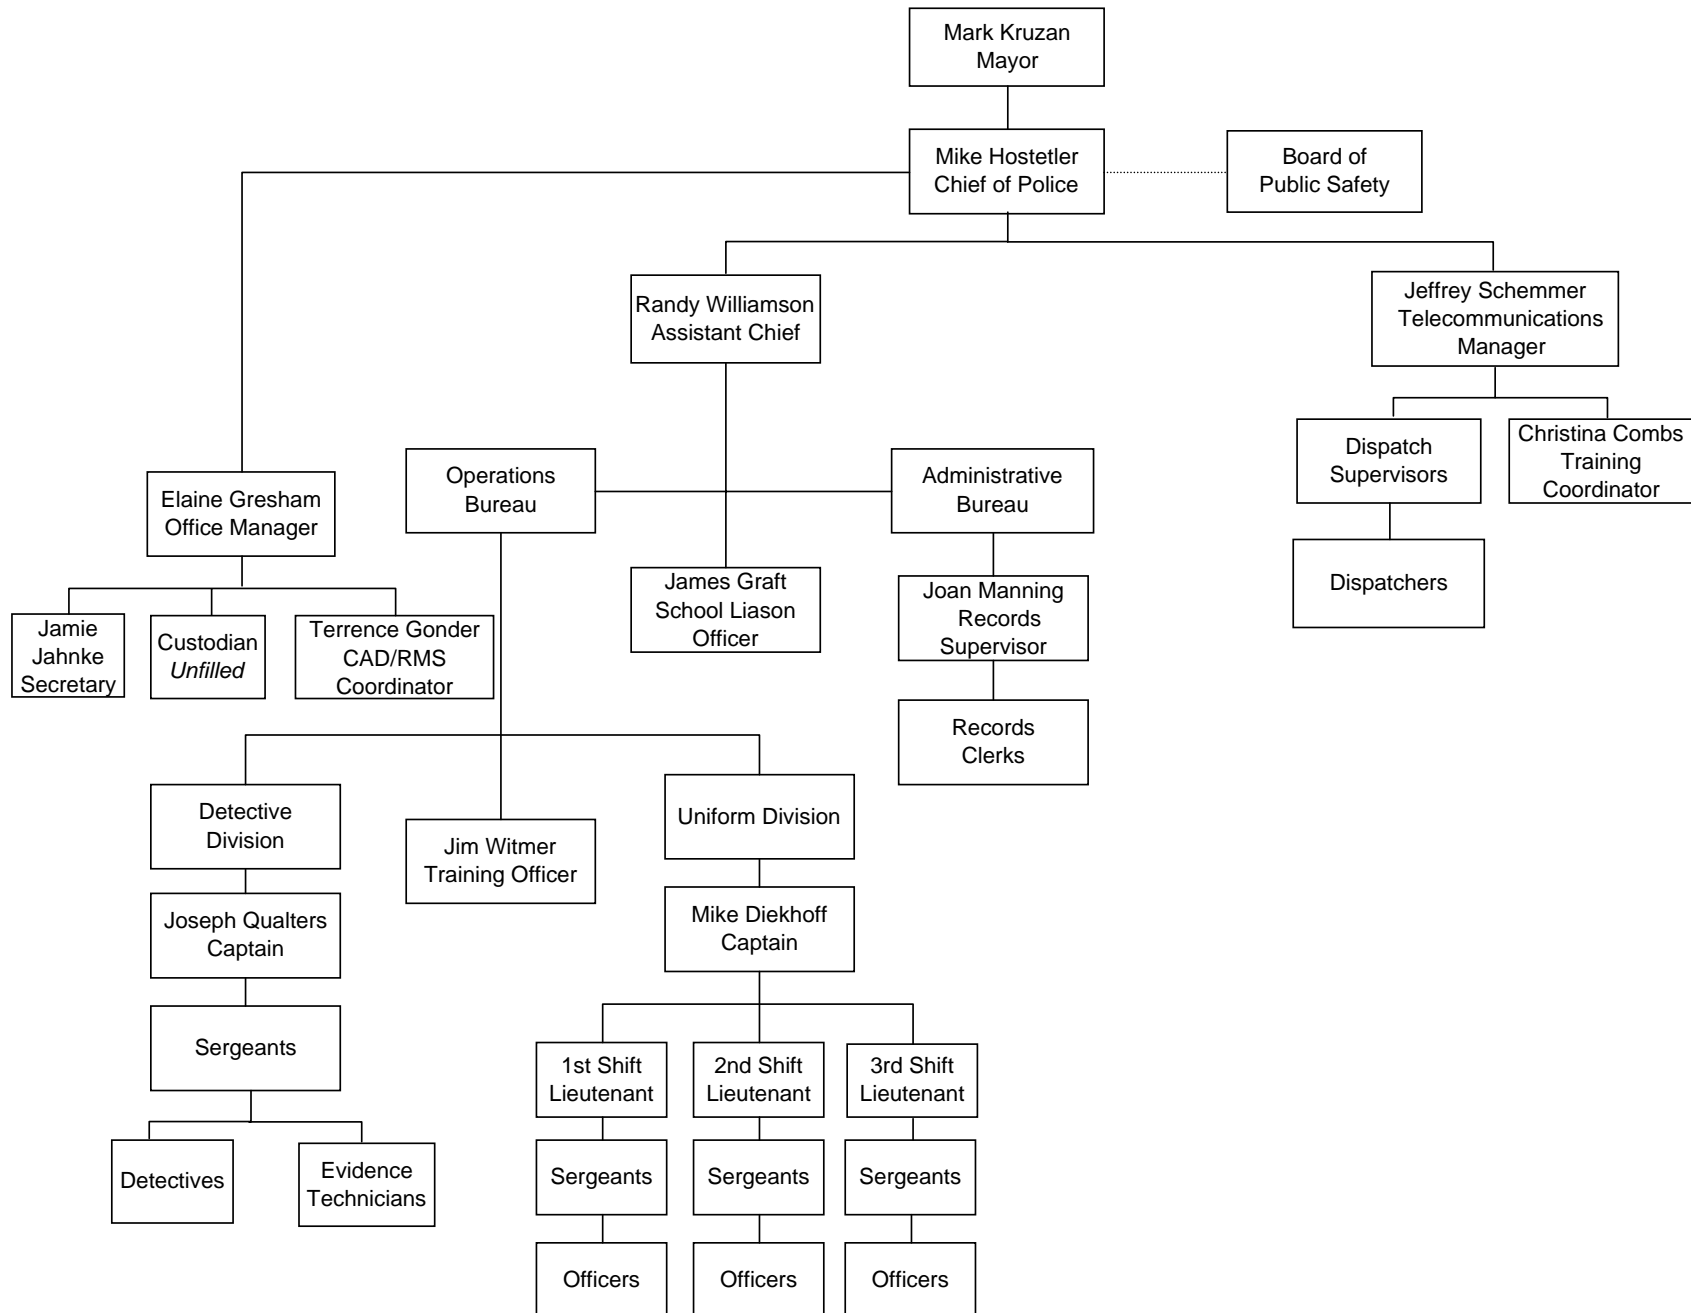 Mark Kruzan
Mayor
Mike Hostetler
Chief of Police
Board of
Public Safety
Randy Williamson
Assistant Chief
Jeffrey Schemmer
Telecommunications
Manager
Elaine Gresham
Office Manager
Operations
Bureau
Administrative
Bureau
Dispatch
Supervisors
Christina Combs
Training
Coordinator
Jamie
Jahnke
Secretary
Custodian
Unfilled
Terrence Gonder
CAD/RMS
Coordinator
James Graft
School Liason
Officer
Joan Manning
Records
Supervisor
Dispatchers
Records
Clerks
Detective
Division
Jim Witmer
Training Officer
Uniform Division
Joseph Qualters
Captain
Mike Diekhoff
Captain
Sergeants
1st Shift
Lieutenant
2nd Shift
Lieutenant
3rd Shift
Lieutenant
Detectives
Evidence
Technicians
Sergeants
Sergeants
Sergeants
Officers
Officers
Officers